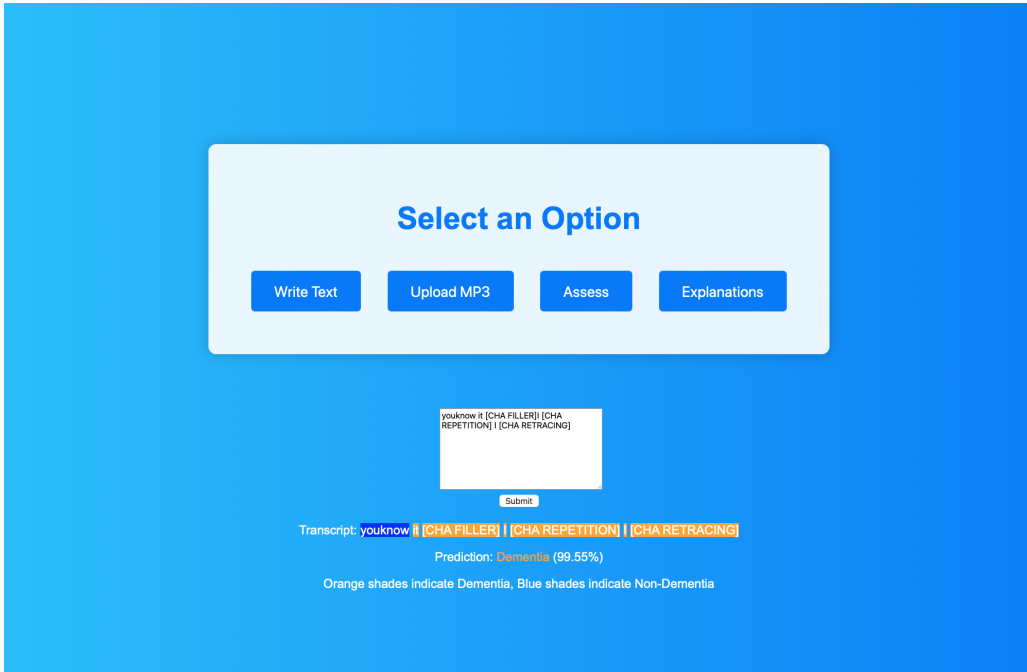 Select an Option
Write Text Upload MP3 Assess Explanations
youknow it [CHA FILLER]I [CHA
REPETITION] I [CHA RETRACING]
Submit
Transcript: youknow it [CHA FILLER] I [CHA REPETITION] I [CHA RETRACING]
Prediction: Dementia (99.55%)
Orange shades indicate Dementia, Blue shades indicate Non-Dementia